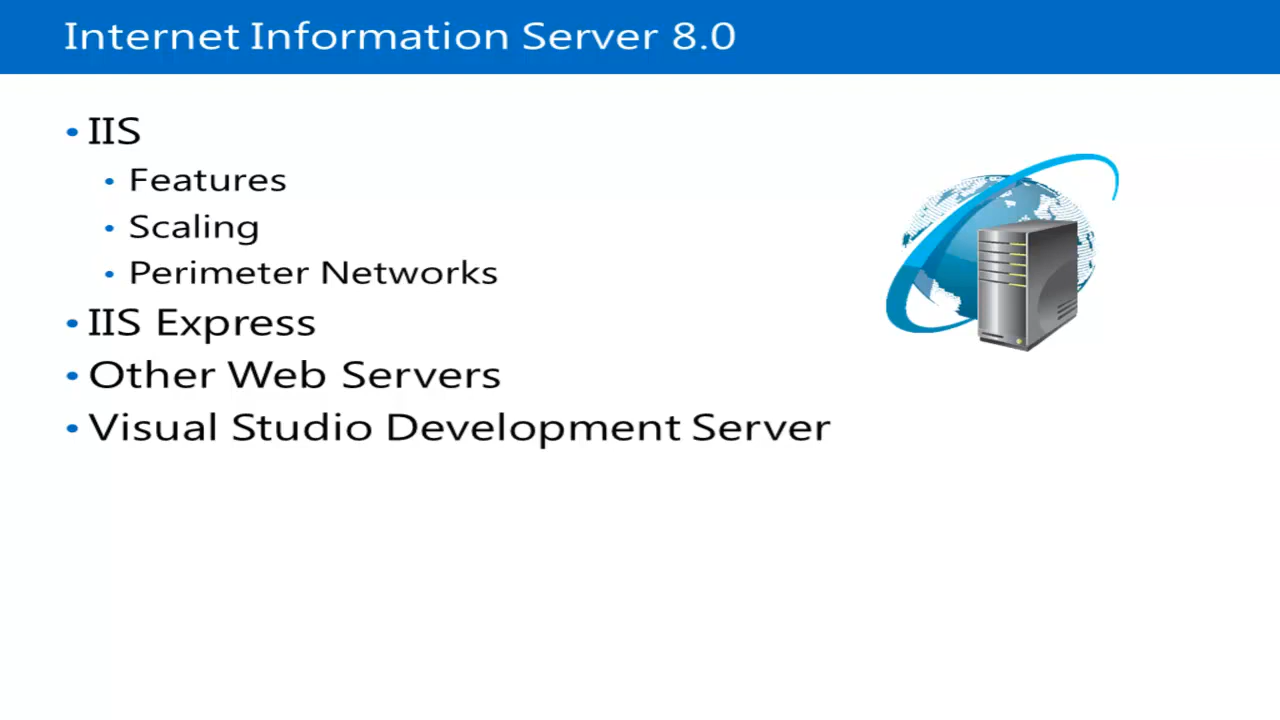 Internet Information Server 8.0
• IIS
• Features
• Scaling
• Perimeter Networks
• IIS Express
• Other Web Servers
• Visual Studio Development Server